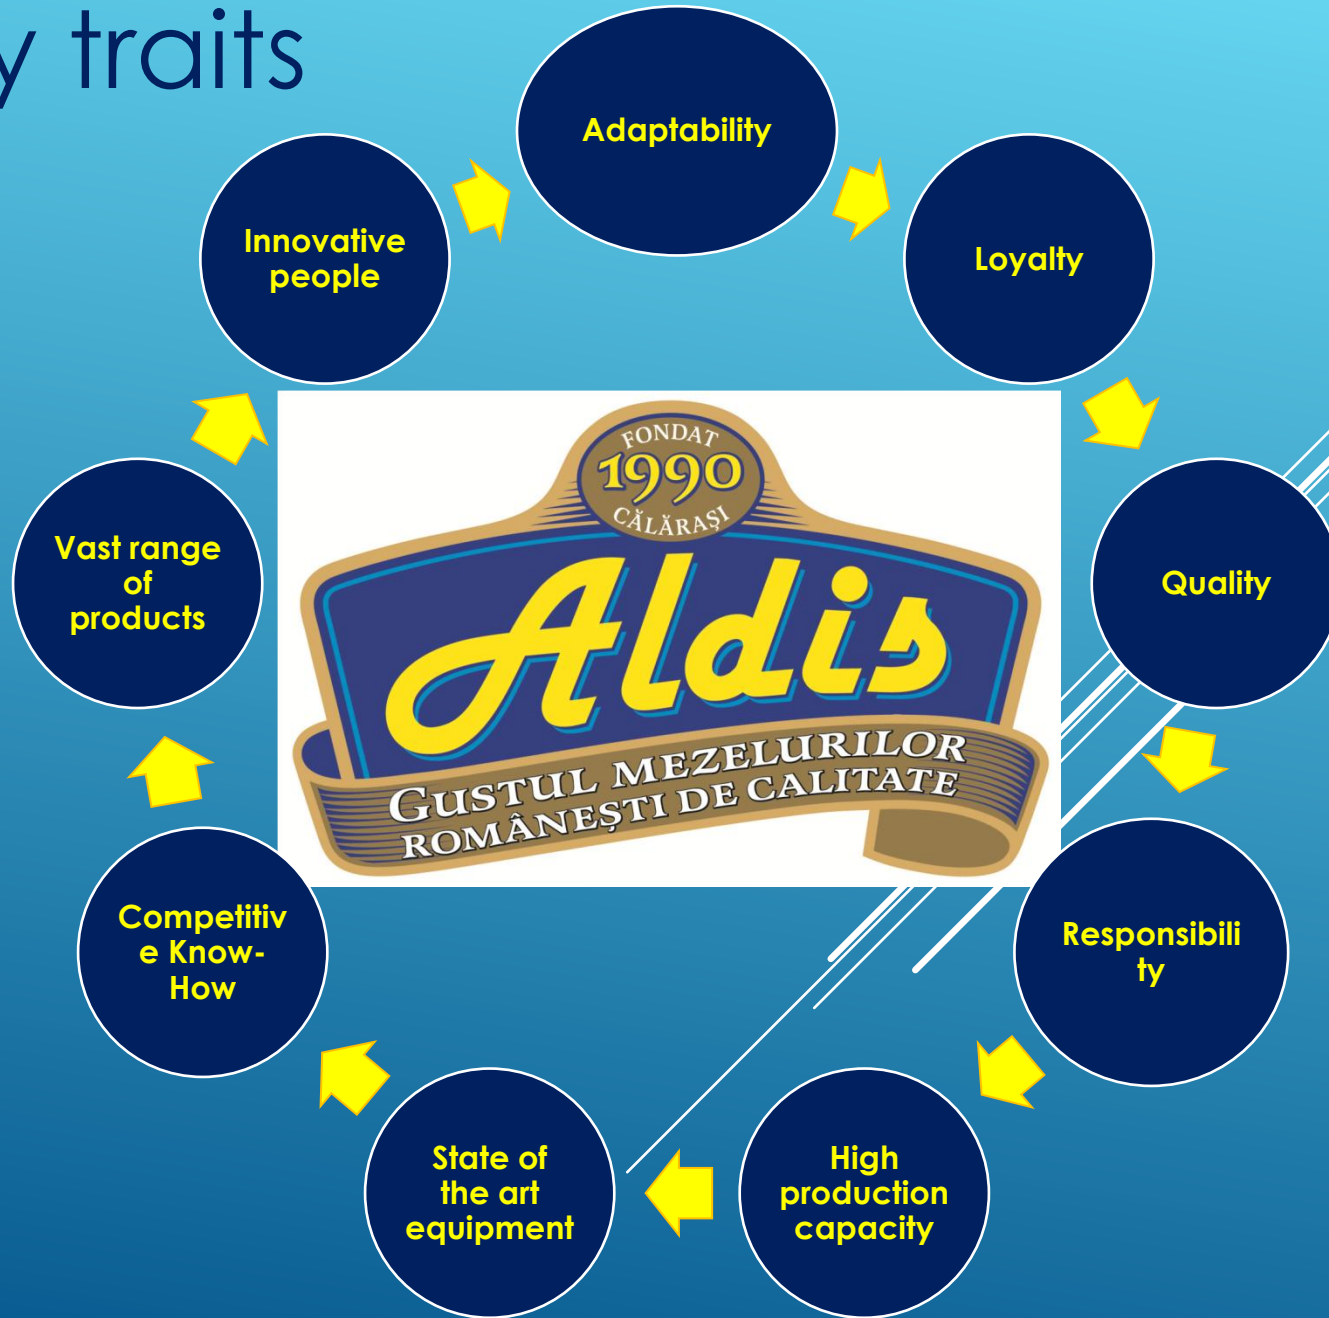 y traits
Adaptability
Loyalty
Quality
Responsibili
ty
High
production
capacity
State of
the art
equipment
Competitiv
e Know-
How
Vast range
of
products
Innovative
people
FONDAT
1990
CĂLĂRAȘI
Aldis
GUSTUL MEZELURILOR
ROMÂNEȘTI DE CALITATE